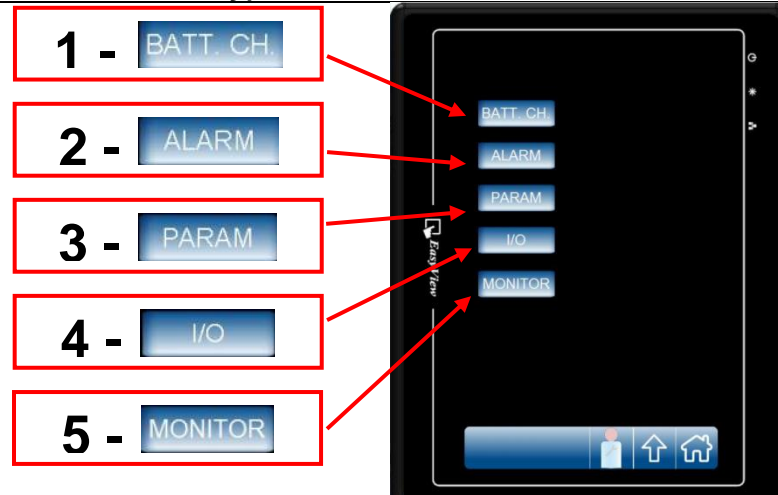 1 - BATT. CH.
2 - ALARM
3 - PARAM
4 - I/O
5 - MONITOR
BATT. CH.
ALARM
PARAM
I/O
MONITOR
EasyView